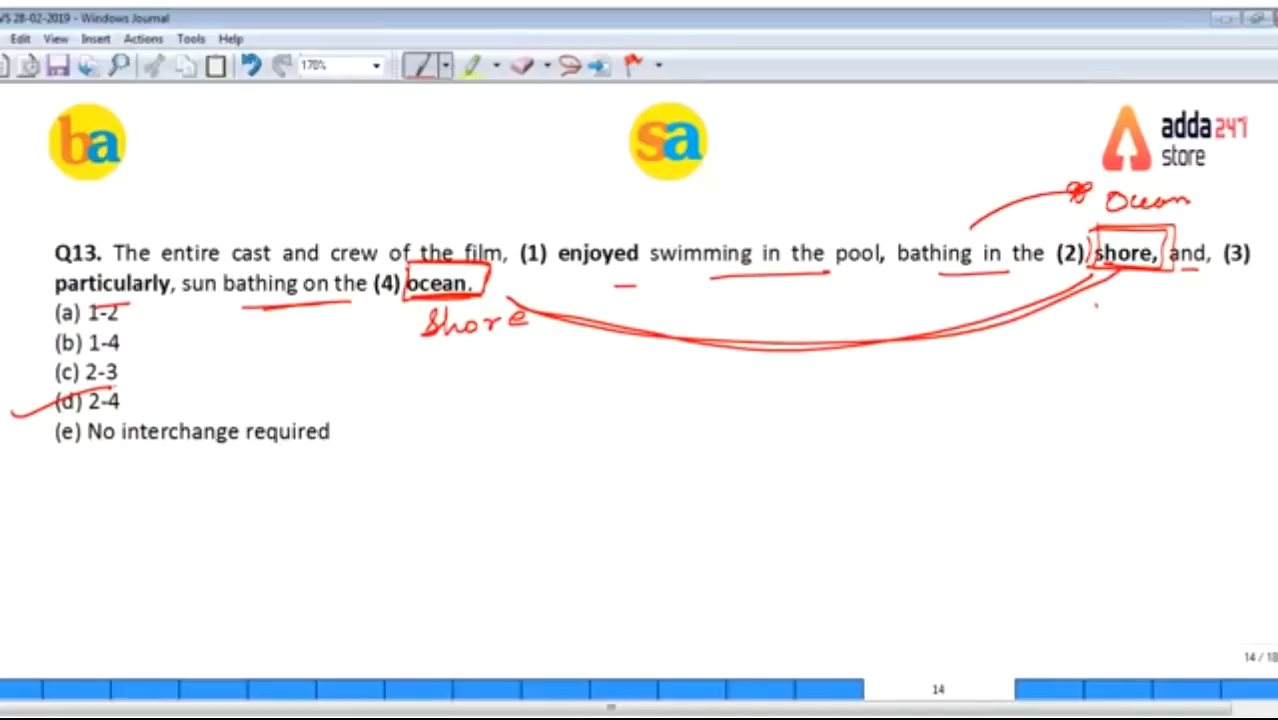 VS 28-02-2019 - Windows Journal
Edit View Insert Actions Tools Help
170%
ba
sa
adda 247
store
Ocean
Q13. The entire cast and crew of the film, (1) enjoyed swimming in the pool, bathing in the (2) shore, and, (3)
particularly, sun bathing on the (4) ocean.
Shore
(a) 1-2
(b) 1-4
(c) 2-3
(d) 2-4
(e) No interchange required
14 / 18
14